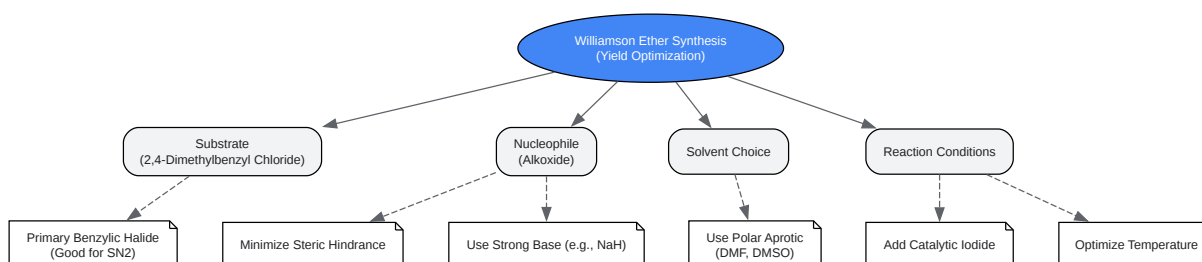 Williamson Ether Synthesis
(Yield Optimization)
Substrate
(2,4-Dimethylbenzyl Chloride)
Nucleophile
(Alkoxide)
Solvent Choice
Reaction Conditions
Primary Benzylic Halide
(Good for SN2)
Minimize Steric Hindrance
Use Strong Base (e.g., NaH)
Use Polar Aprotic
(DMF, DMSO)
Add Catalytic Iodide
Optimize Temperature